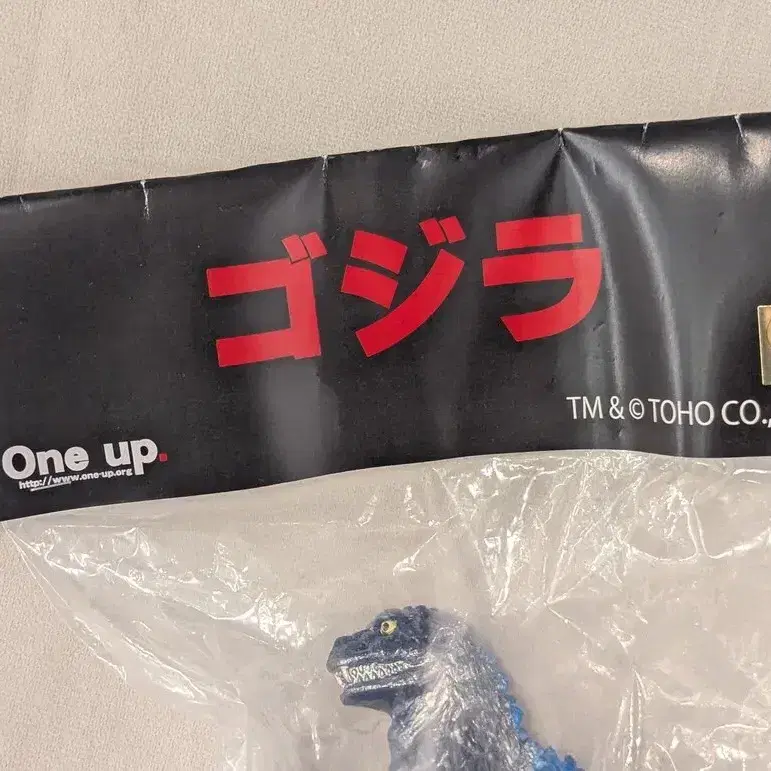 ゴジラ
TM & © TOHO CO.,
One up.
http://www.one-up.org